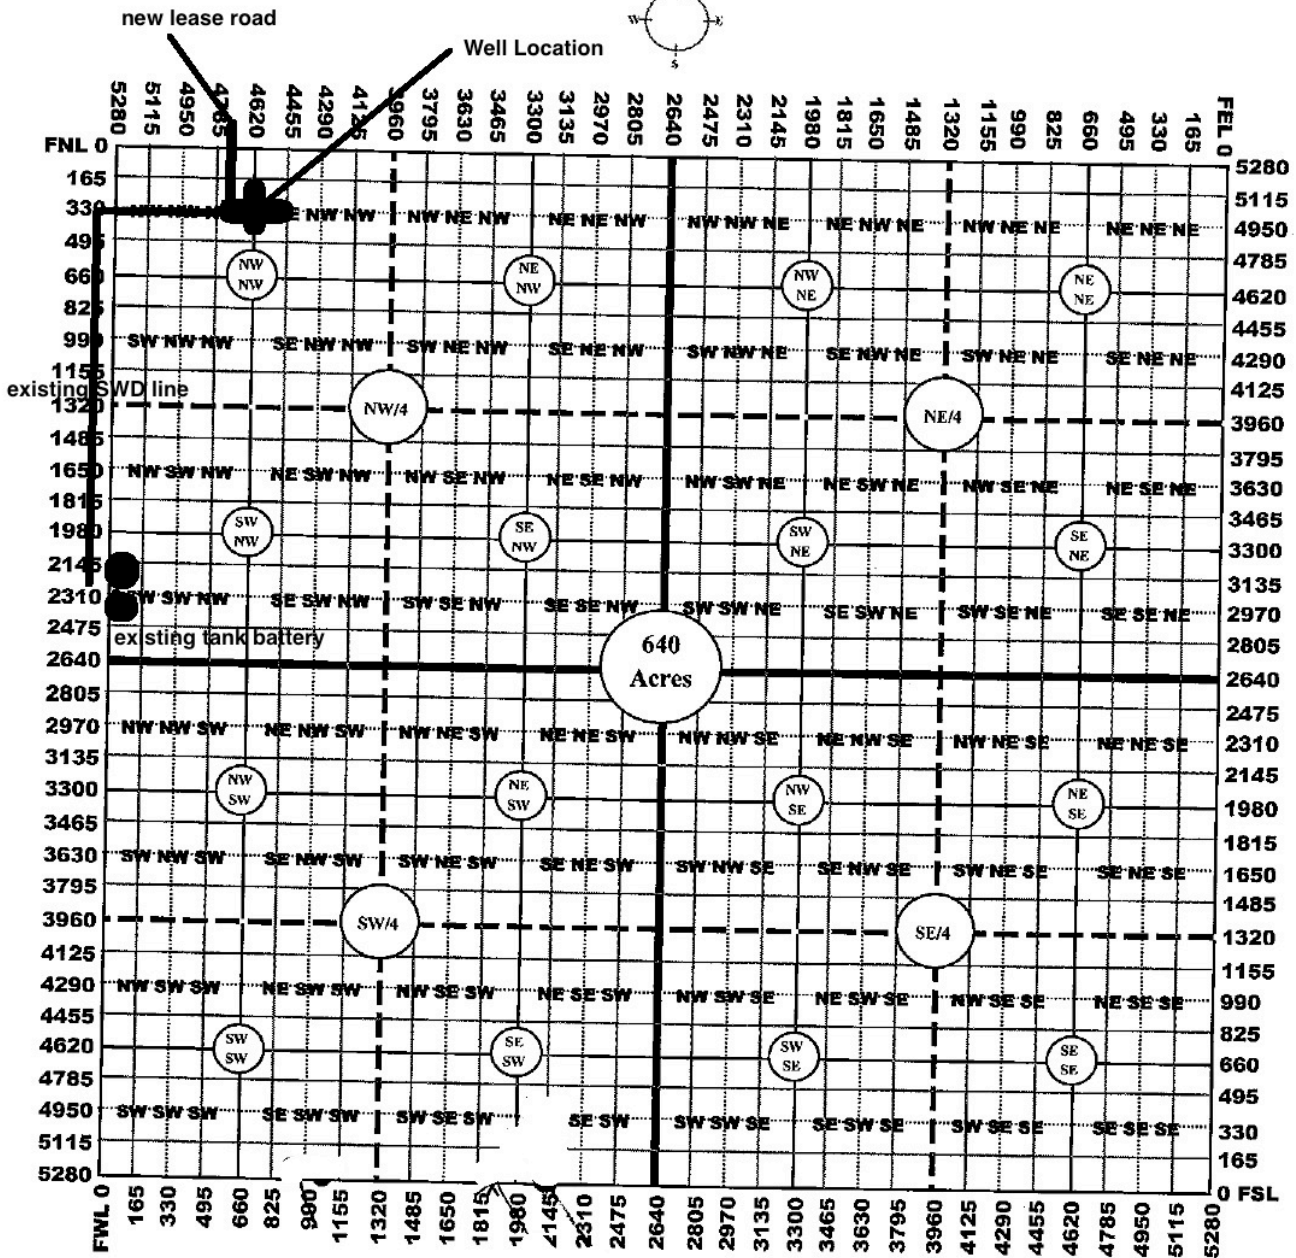 new lease road
W E
Well Location
S
5280 5115 4950 4785 4620 4455 4290 4125 3960 3795 3630 3465 3300 3135 2970 2805 2640 2475 2310 2145 1980 1815 1650 1485 1320 1155 990 825 660 495 330 165 FEL 0
FNL 0 5280
165 5115
330 NW NW NW NE NW NW NW NE NW NE NE NW NW NW NE NE NW NE NW NE NE NE NE NE 4950
495 4785
660 NW NW NE NW NW NE NE NE 4620
825 4455
990 SW NW NW SE NW NW SW NE NW SE NE NW SW NW NE SE NW NE SW NE NE SE NE NE 4290
1155 4125
existing SWD line
1320 NW/4 NE/4 3960
1485 3795
1650 NW SW NW NE SW NW NW SE NW NE SE NW NW SW NE NE SW NE NW SE NE NE SE NE 3630
1815 3465
1980 SW NW SE NW SW NE SE NE 3300
2145 3135
2310 SW SW NW SE SW NW SW SE NW SE SE NW SW SW NE SE SW NE SW SE NE SE SE NE 2970
2475 2805
existing tank battery
2640 640 Acres 2640
2805 2475
2970 NW NW SW NE NW SW NW NE SW NE NE SW NW NW SE NE NW SE NW NE SE NE NE SE 2310
3135 2145
3300 NW SW NE SW NW SE NE SE 1980
3465 1815
3630 SW NW SW SE NW SW SW NE SW SE NE SW SW NW SE SE NW SE SW NE SE SE NE SE 1650
3795 1485
3960 SW/4 SE/4 1320
4125 1155
4290 NW SW SW NE SW SW NW SE SW NE SE SW NW SW SE NE SW SE NW SE SE NE SE SE 990
4455 825
4620 SW SW SE SW SW SE SE SE 660
4785 495
4950 SW SW SW SE SW SW SW SE SW SE SW SW SW SE SE SW SE SW SE SE SE SE SE 330
5115 165
5280 0 FSL
FWL 0 165 330 495 660 825 990 1155 1320 1485 1650 1815 1980 2145 2310 2475 2640 2805 2970 3135 3300 3465 3630 3795 3960 4125 4290 4455 4620 4785 4950 5115 5280